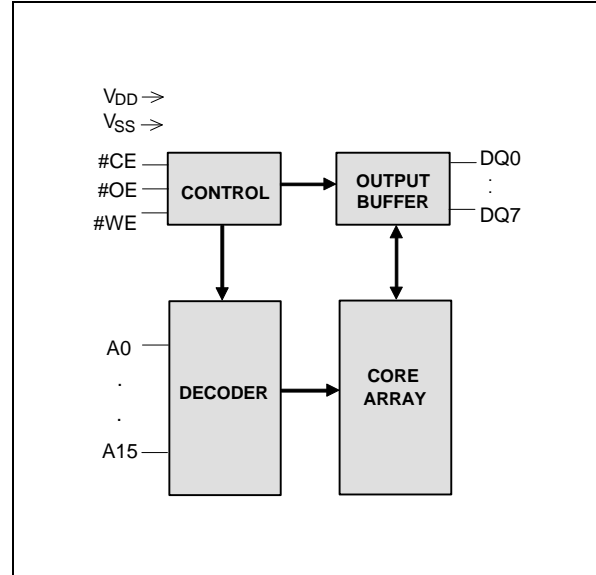 VDD
VSS
#CE
#OE
#WE
CONTROL
OUTPUT
BUFFER
DQ0
:
DQ7
A0
.
.
A15
DECODER
CORE
ARRAY